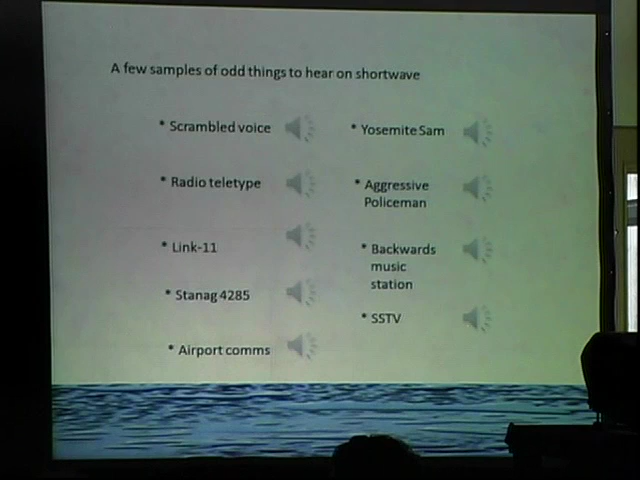 A few samples of odd things to hear on shortwave
* Scrambled voice
* Radio teletype
* Link-11
* Stanag 4285
* Airport comms
* Yosemite Sam
* Aggressive
Policeman
* Backwards
music
station
* SSTV